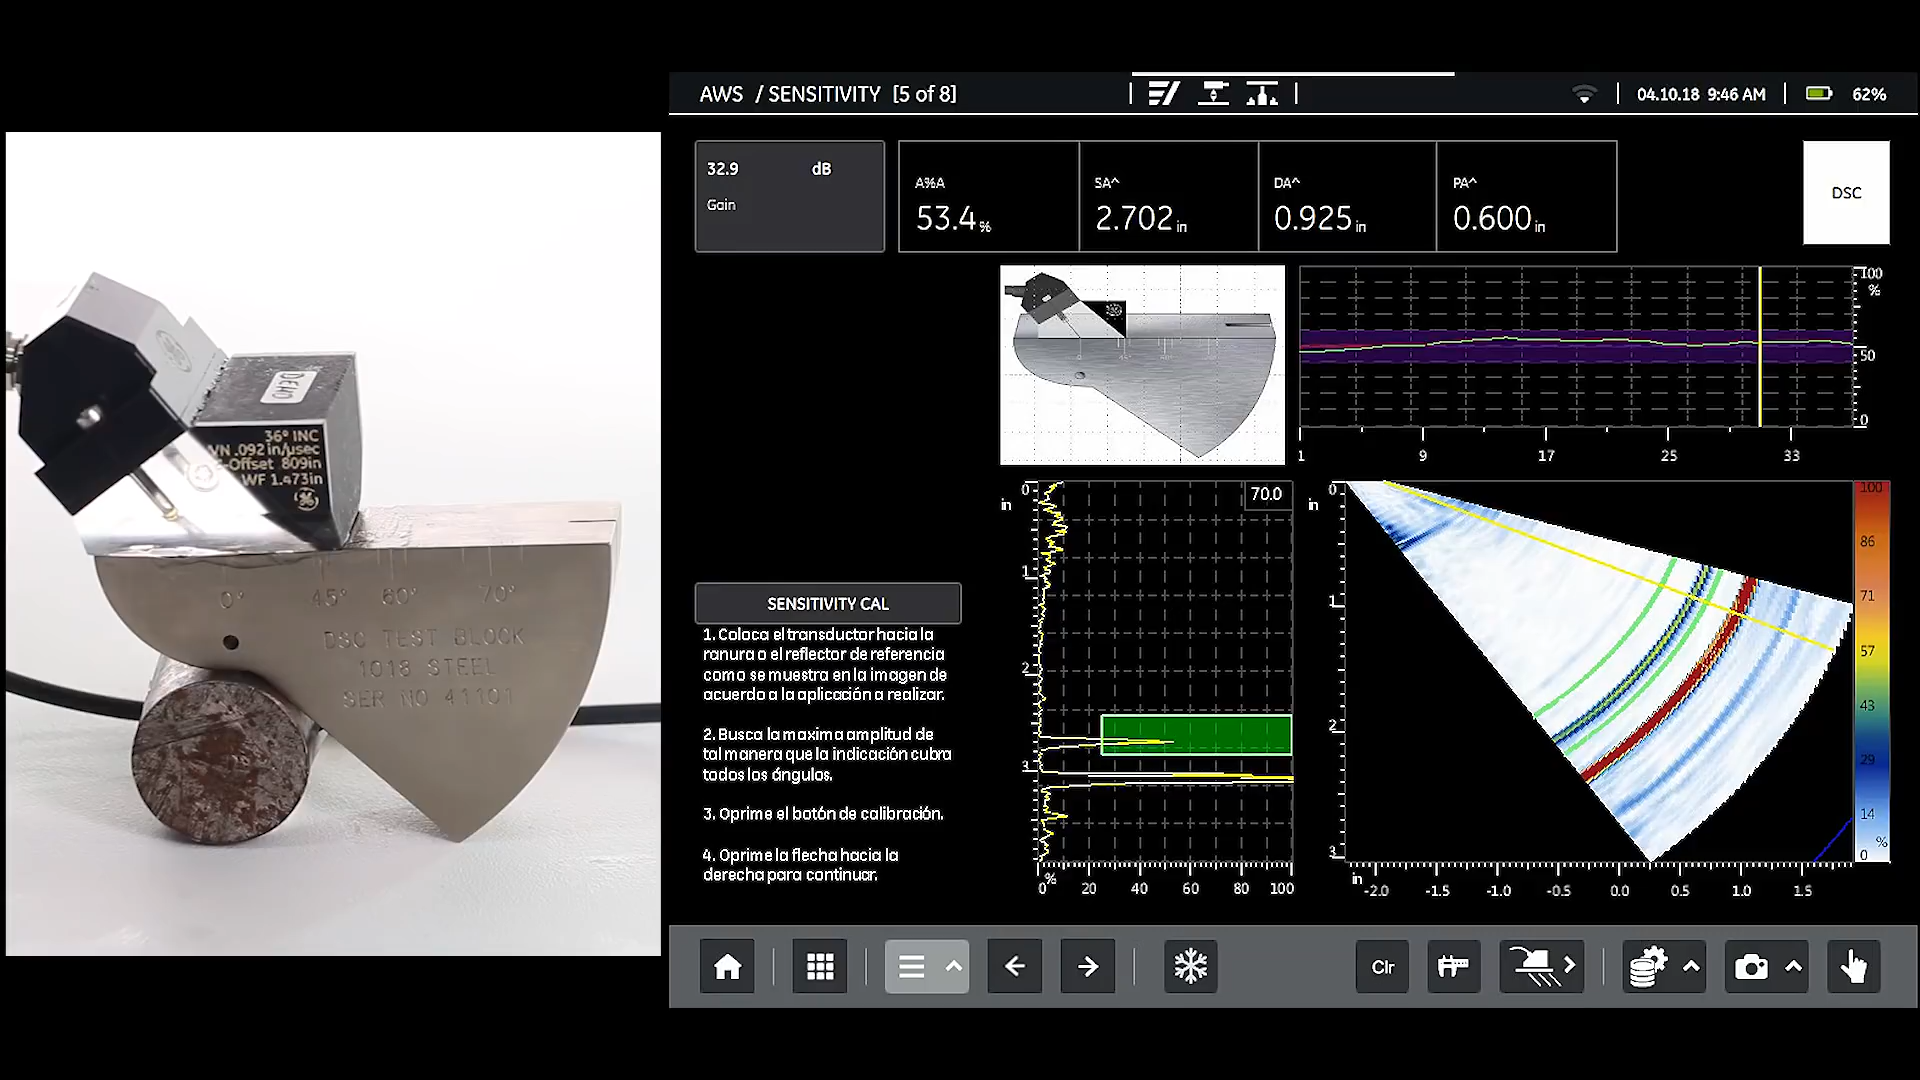 AWS / SENSITIVITY [5 of 8]
04.10.18 9:46 AM
62%
32.9 dB
Gain
A%A
53.4 %
SA^
2.702 in
DA^
0.925 in
PA^
0.600 in
DSC
DEMO
36° INC
VN .092in/µsec
-Offset 809in
WF 1.473in
0° 45° 60° 70°
DSC TEST BLOCK
1018 STEEL
SER NO 41101
100
%
50
0
1 9 17 25 33
SENSITIVITY CAL
1. Coloca el transductor hacia la
ranura o el reflector de referencia
como se muestra en la imagen de
acuerdo a la aplicación a realizar.
2. Busca la maxima amplitud de
tal manera que la indicación cubra
todos los ángulos.
3. Oprime el botón de calibración.
4. Oprime la flecha hacia la
derecha para continuar.
70.0
in
0
1
2
3
0 % 20 40 60 80 100
in
0
1
2
3
in -2.0 -1.5 -1.0 -0.5 0.0 0.5 1.0 1.5
100
86
71
57
43
29
14
0 %
Clr